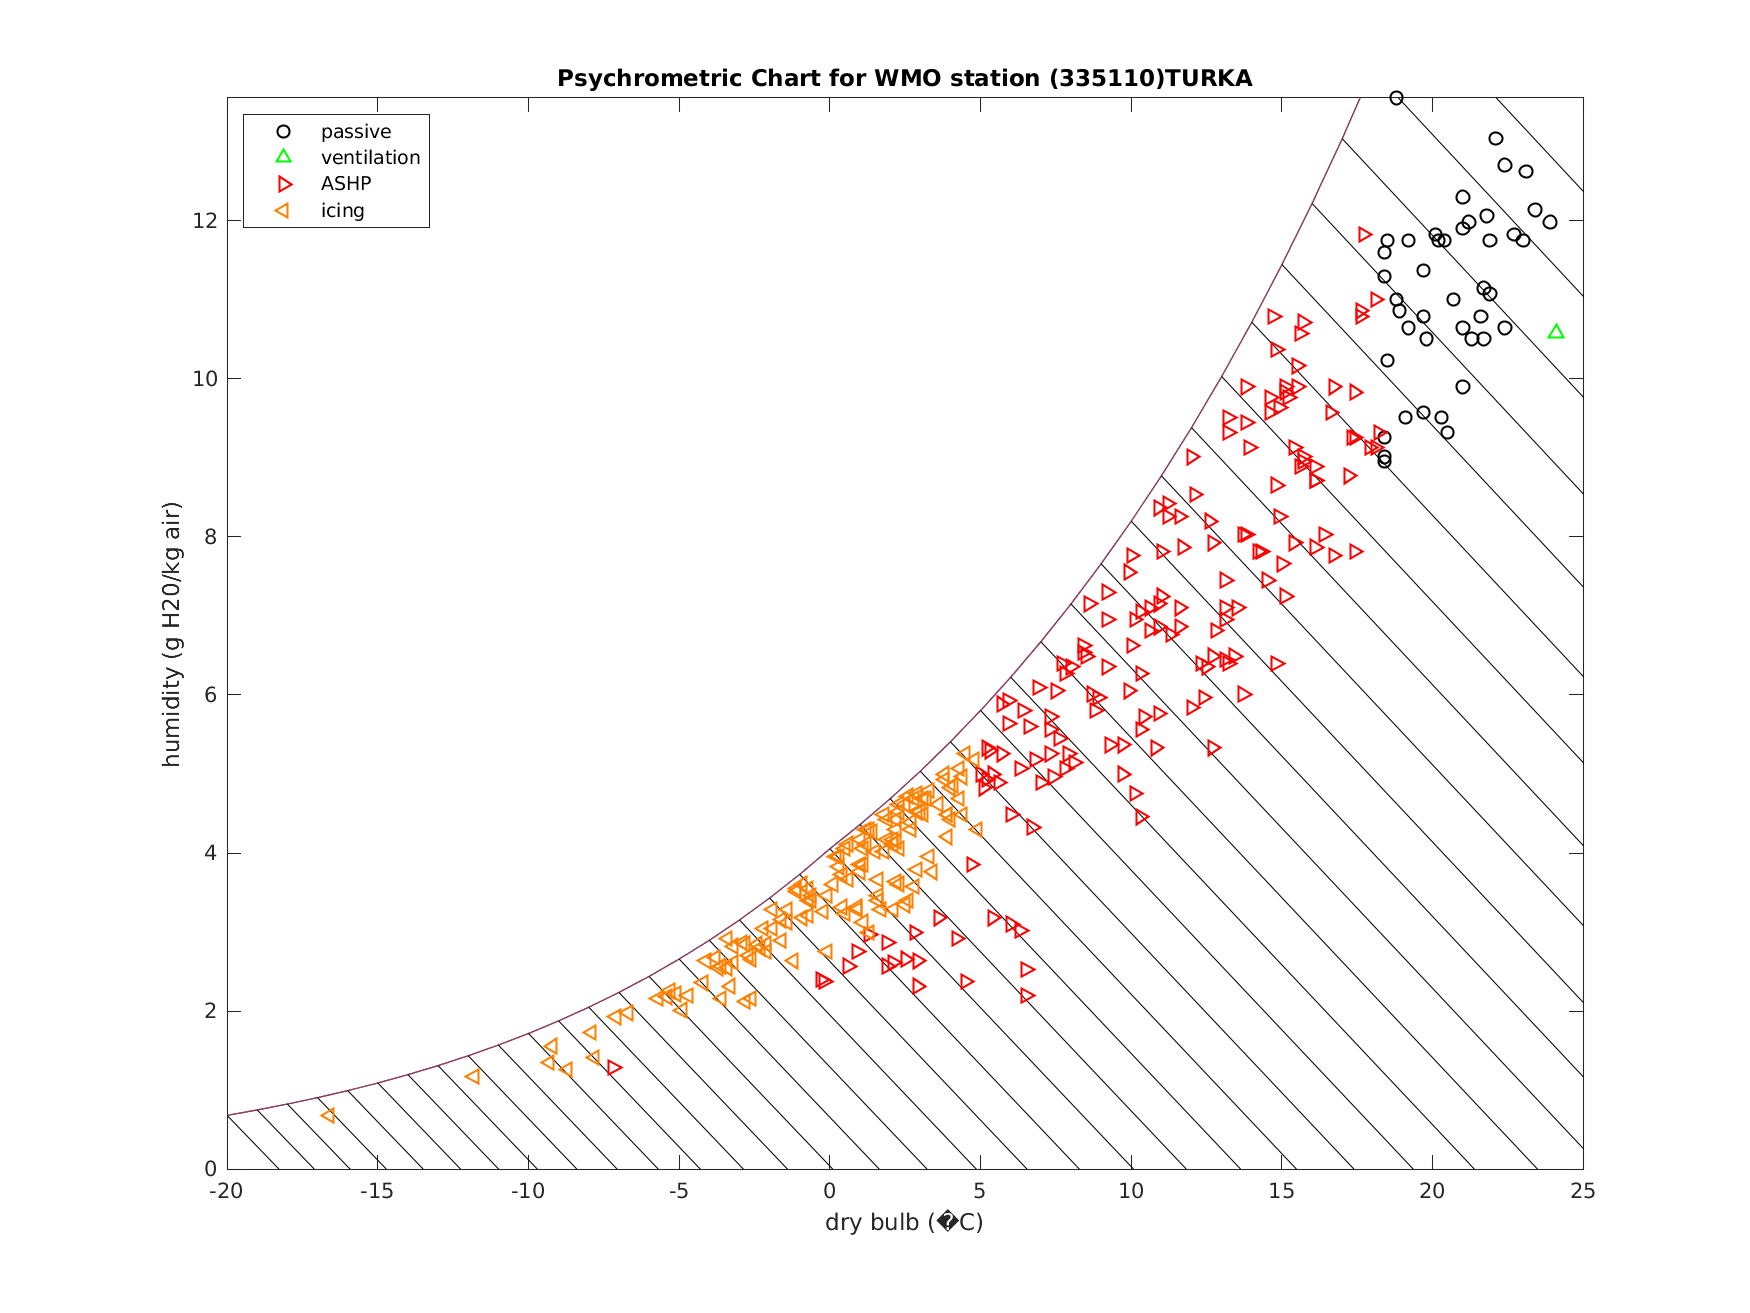 Psychrometric Chart for WMO station (335110)TURKA
passive
ventilation
ASHP
icing
humidity (g H20/kg air)
12
10
8
6
4
2
0
-20 -15 -10 -5 0 5 10 15 20 25
dry bulb (�C)